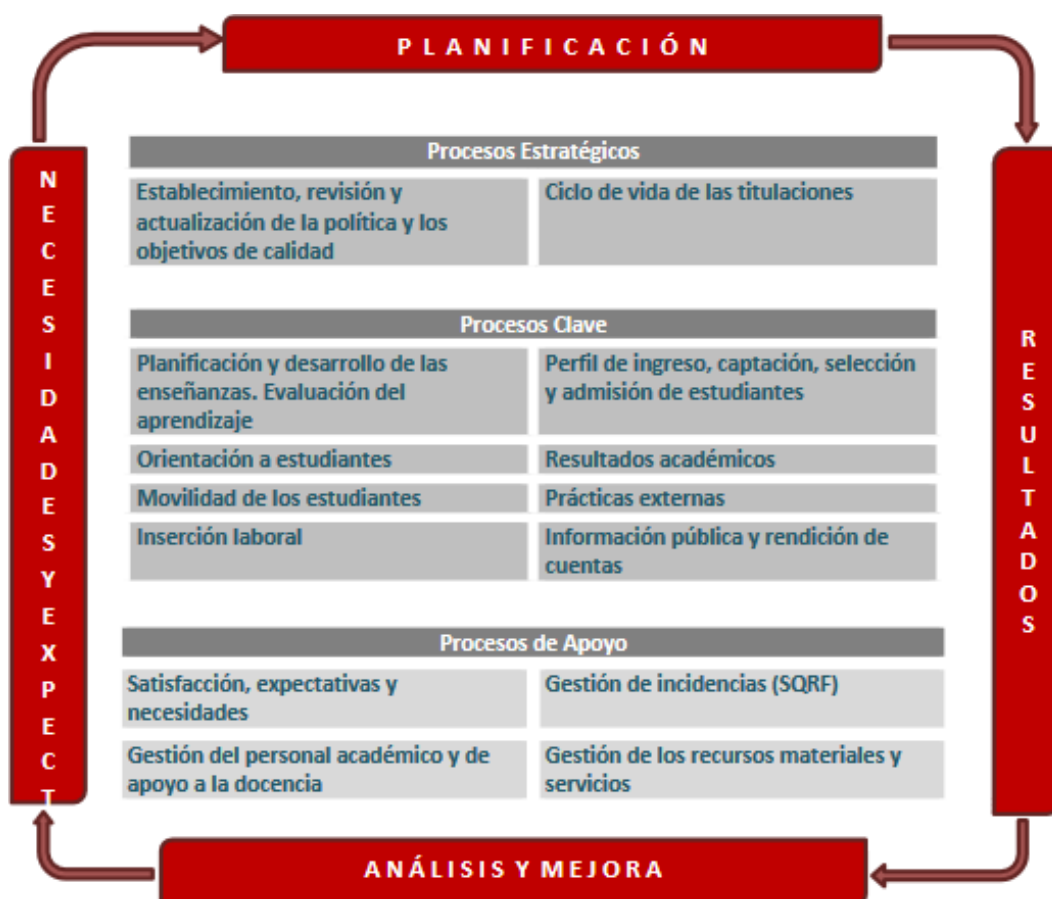 PLANIFICACIÓN
NECESIDADES Y EXPECT
Procesos Estratégicos
Establecimiento, revisión y
actualización de la política y los
objetivos de calidad
Ciclo de vida de las titulaciones
Procesos Clave
Planificación y desarrollo de las
enseñanzas. Evaluación del
aprendizaje
Perfil de ingreso, captación, selección
y admisión de estudiantes
Orientación a estudiantes
Resultados académicos
Movilidad de los estudiantes
Prácticas externas
Inserción laboral
Información pública y rendición de
cuentas
Procesos de Apoyo
Satisfacción, expectativas y
necesidades
Gestión de incidencias (SQRF)
Gestión del personal académico y de
apoyo a la docencia
Gestión de los recursos materiales y
servicios
RESULTADOS
ANÁLISIS Y MEJORA